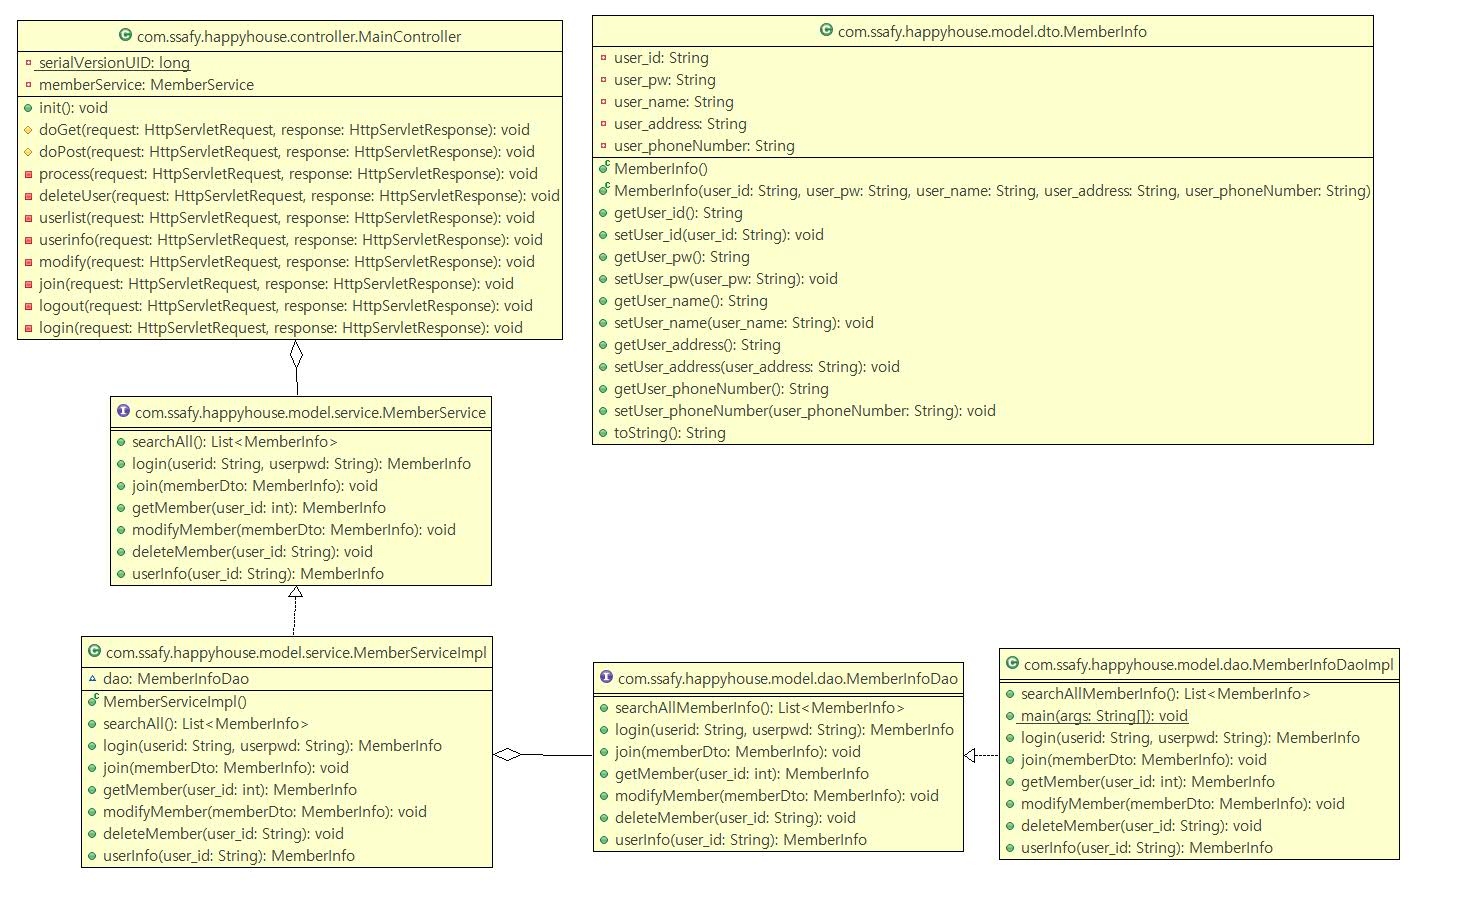 com.ssafy.happyhouse.controller.MainController
serialVersionUID: long
memberService: MemberService
init(): void
doGet(request: HttpServletRequest, response: HttpServletResponse): void
doPost(request: HttpServletRequest, response: HttpServletResponse): void
process(request: HttpServletRequest, response: HttpServletResponse): void
deleteUser(request: HttpServletRequest, response: HttpServletResponse): void
userlist(request: HttpServletRequest, response: HttpServletResponse): void
userinfo(request: HttpServletRequest, response: HttpServletResponse): void
modify(request: HttpServletRequest, response: HttpServletResponse): void
join(request: HttpServletRequest, response: HttpServletResponse): void
logout(request: HttpServletRequest, response: HttpServletResponse): void
login(request: HttpServletRequest, response: HttpServletResponse): void
com.ssafy.happyhouse.model.dto.MemberInfo
user_id: String
user_pw: String
user_name: String
user_address: String
user_phoneNumber: String
MemberInfo()
MemberInfo(user_id: String, user_pw: String, user_name: String, user_address: String, user_phoneNumber: String)
getUser_id(): String
setUser_id(user_id: String): void
getUser_pw(): String
setUser_pw(user_pw: String): void
getUser_name(): String
setUser_name(user_name: String): void
getUser_address(): String
setUser_address(user_address: String): void
getUser_phoneNumber(): String
setUser_phoneNumber(user_phoneNumber: String): void
toString(): String
com.ssafy.happyhouse.model.service.MemberService
searchAll(): List<MemberInfo>
login(userid: String, userpwd: String): MemberInfo
join(memberDto: MemberInfo): void
getMember(user_id: int): MemberInfo
modifyMember(memberDto: MemberInfo): void
deleteMember(user_id: String): void
userInfo(user_id: String): MemberInfo
com.ssafy.happyhouse.model.service.MemberServiceImpl
dao: MemberInfoDao
MemberServiceImpl()
searchAll(): List<MemberInfo>
login(userid: String, userpwd: String): MemberInfo
join(memberDto: MemberInfo): void
getMember(user_id: int): MemberInfo
modifyMember(memberDto: MemberInfo): void
deleteMember(user_id: String): void
userInfo(user_id: String): MemberInfo
com.ssafy.happyhouse.model.dao.MemberInfoDao
searchAllMemberInfo(): List<MemberInfo>
login(userid: String, userpwd: String): MemberInfo
join(memberDto: MemberInfo): void
getMember(user_id: int): MemberInfo
modifyMember(memberDto: MemberInfo): void
deleteMember(user_id: String): void
userInfo(user_id: String): MemberInfo
com.ssafy.happyhouse.model.dao.MemberInfoDaoImpl
searchAllMemberInfo(): List<MemberInfo>
main(args: String[]): void
login(userid: String, userpwd: String): MemberInfo
join(memberDto: MemberInfo): void
getMember(user_id: int): MemberInfo
modifyMember(memberDto: MemberInfo): void
deleteMember(user_id: String): void
userInfo(user_id: String): MemberInfo